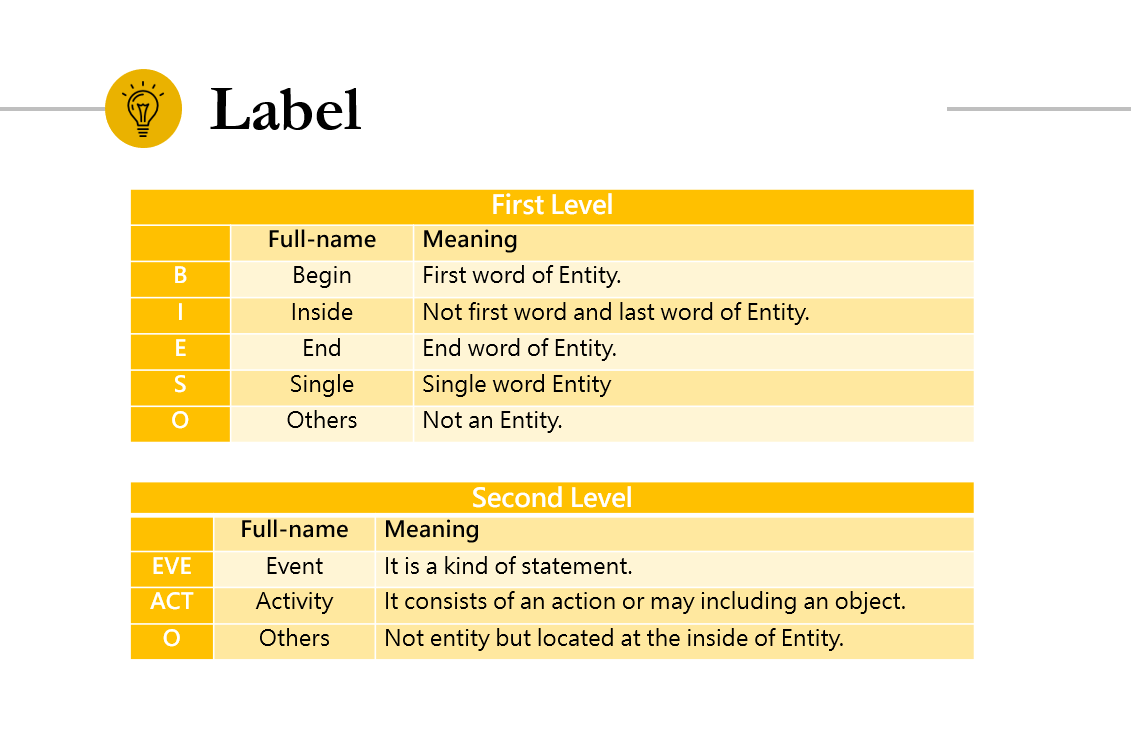 Label
First Level
Full-name Meaning
B Begin First word of Entity.
I Inside Not first word and last word of Entity.
E End End word of Entity.
S Single Single word Entity
O Others Not an Entity.
Second Level
Full-name Meaning
EVE Event It is a kind of statement.
ACT Activity It consists of an action or may including an object.
O Others Not entity but located at the inside of Entity.